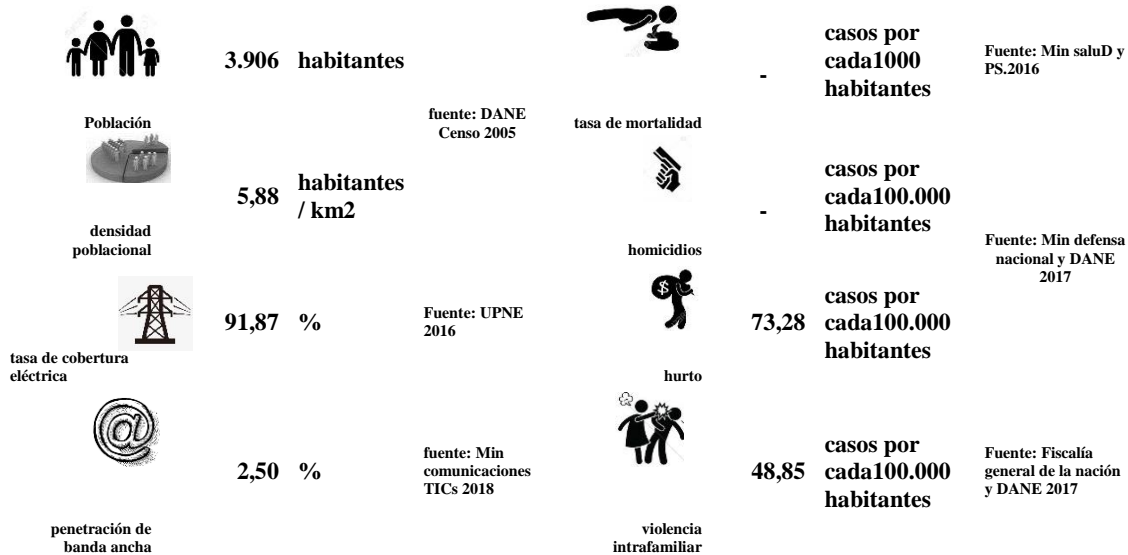 3.906 habitantes
Población
fuente: DANE
Censo 2005
5,88 habitantes
/ km2
densidad
poblacional
91,87 %
Fuente: UPNE
2016
tasa de cobertura
eléctrica
@
2,50 %
fuente: Min
comunicaciones
TICs 2018
penetración de
banda ancha
-
casos por
cada1000
habitantes
Fuente: Min saluD y
PS.2016
tasa de mortalidad
-
casos por
cada100.000
habitantes
homicidios
Fuente: Min defensa
nacional y DANE
2017
$
73,28
casos por
cada100.000
habitantes
hurto
48,85
casos por
cada100.000
habitantes
Fuente: Fiscalía
general de la nación
y DANE 2017
violencia
intrafamiliar